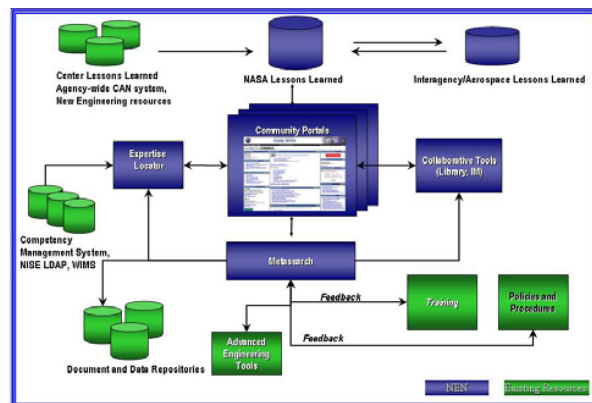 Center Lessons Learned
Agency-wide CAN system,
New Engineering resources
NASA Lessons Learned
Interagency/Aerospace Lessons Learned
Community Portals
Expertise
Locator
Collaborative Tools
(Library, IM)
Competency
Management System,
NISE LDAP, WIMS
Metasearch
Feedback
Training
Policies and
Procedures
Advanced
Engineering
Tools
Feedback
Document and Data Repositories
NEN
Existing Resources